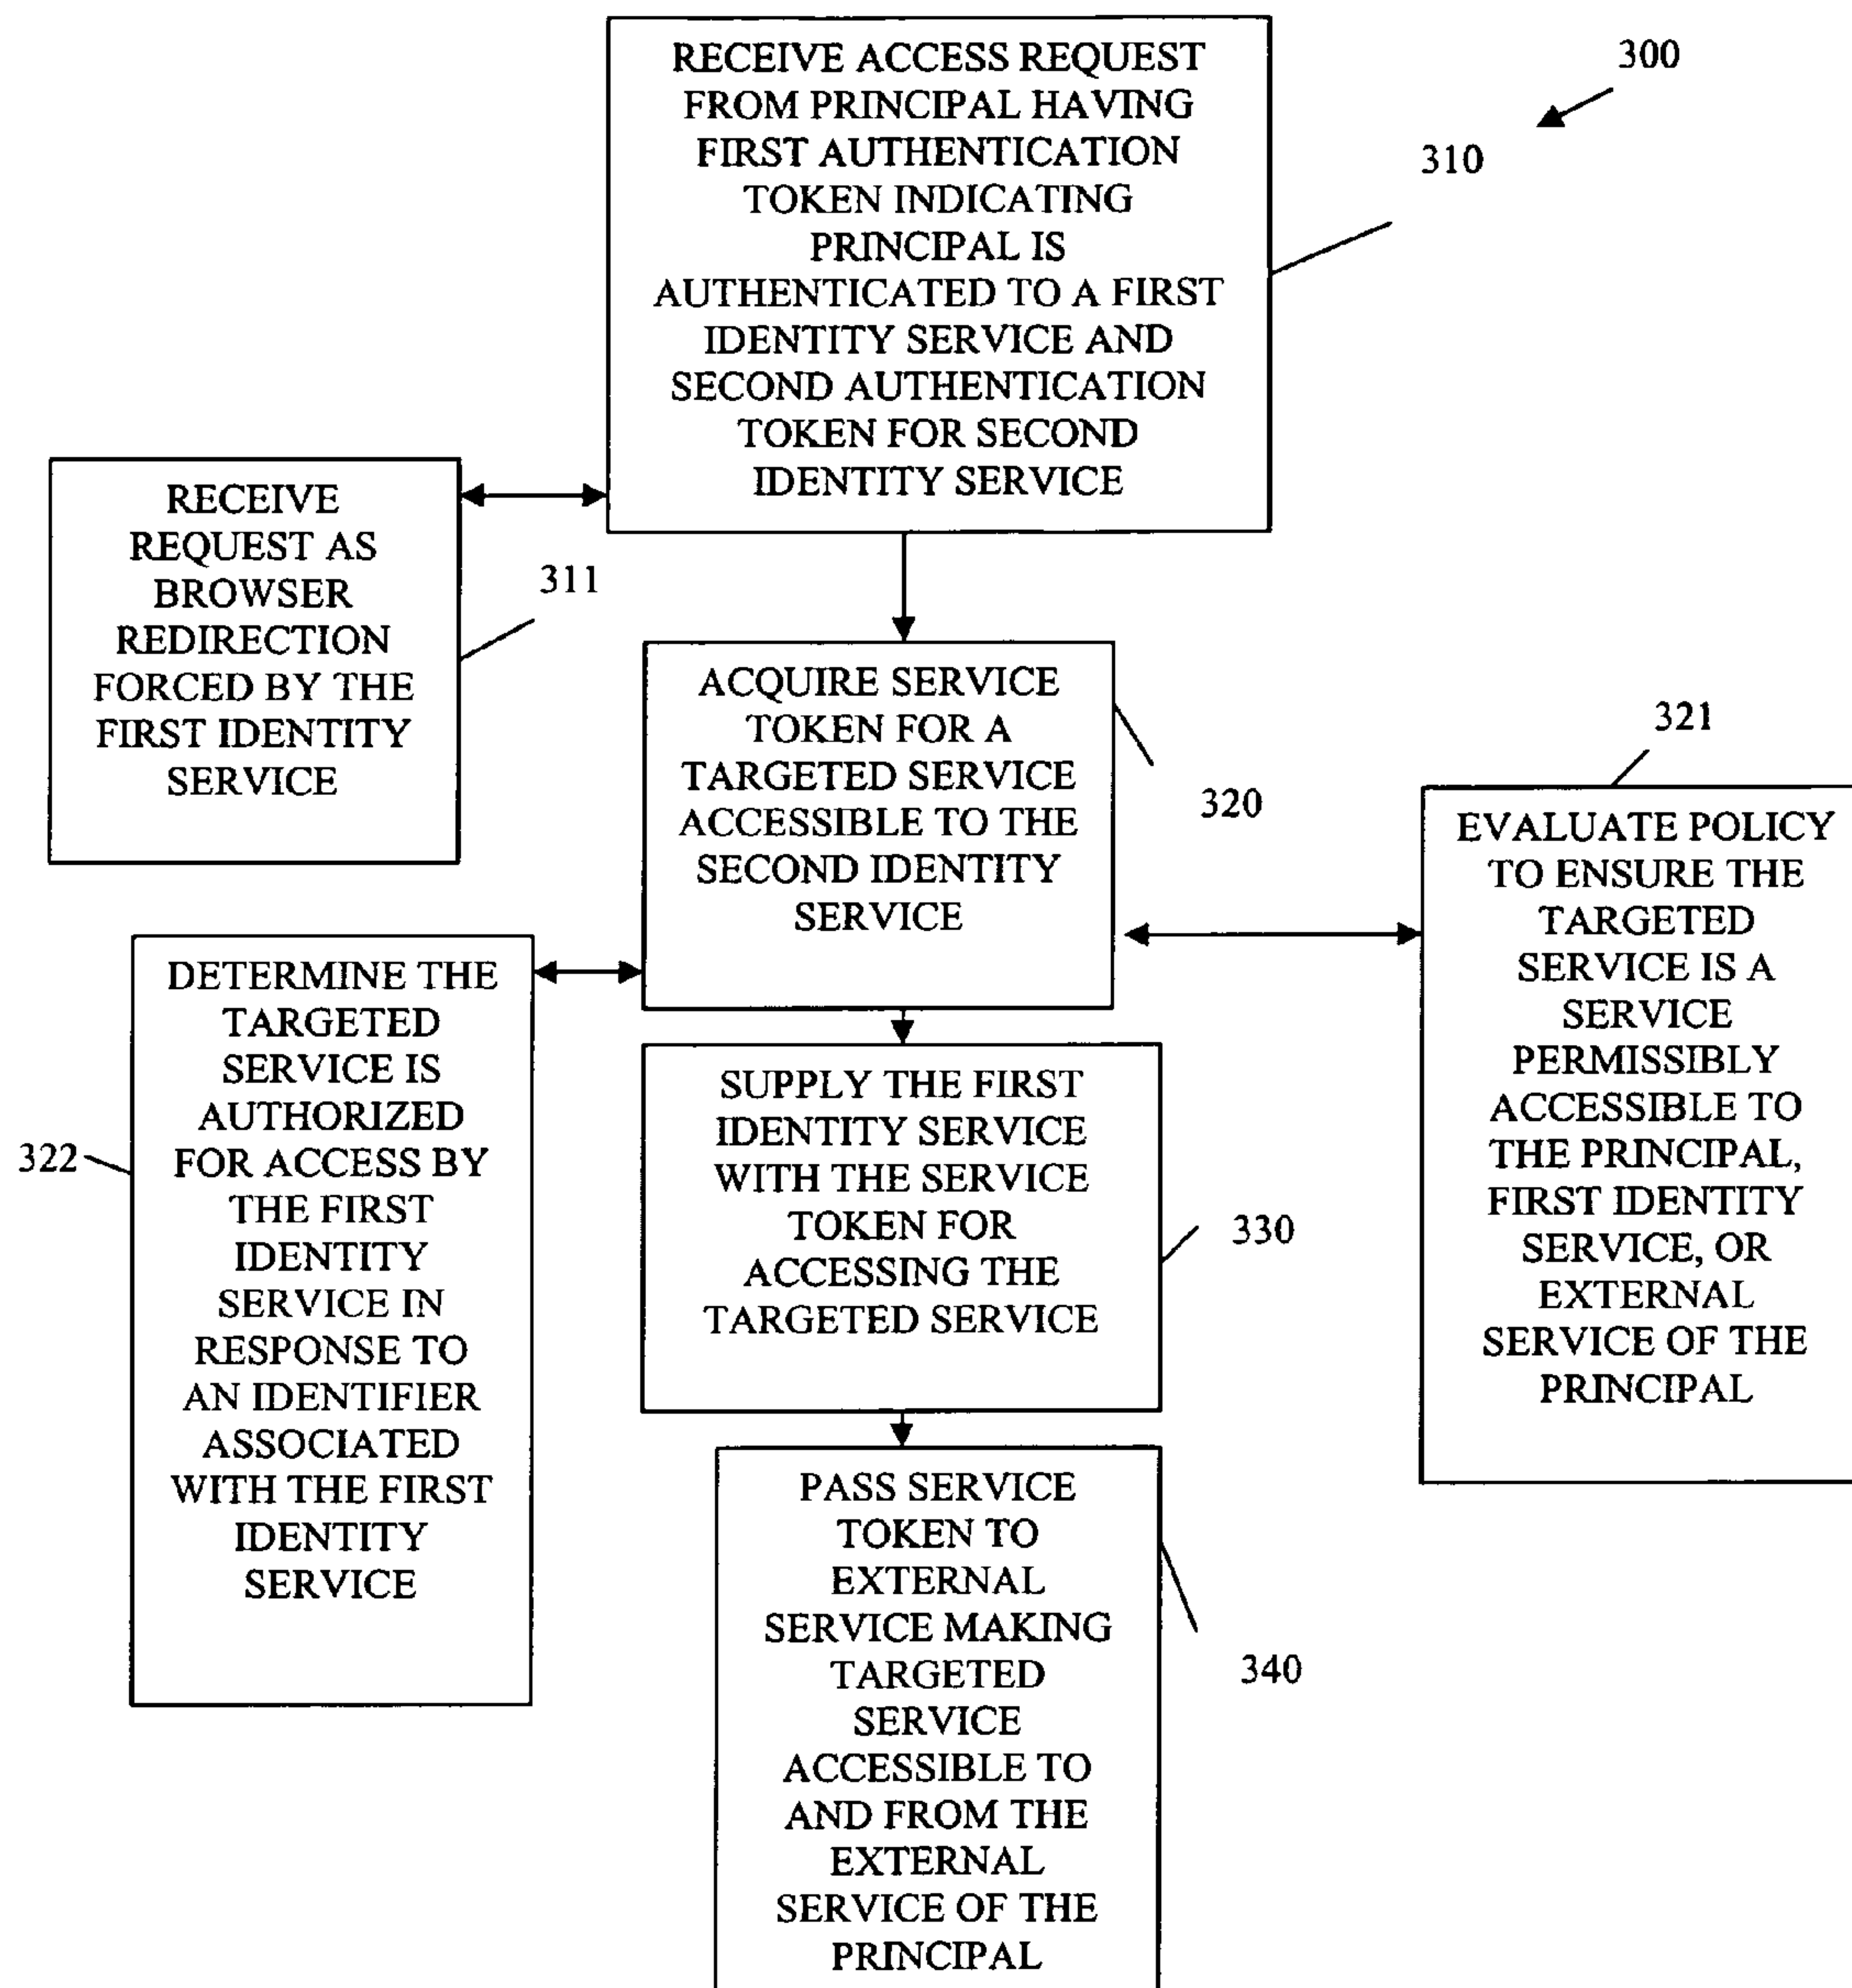 300
RECEIVE ACCESS REQUEST
FROM PRINCIPAL HAVING
FIRST AUTHENTICATION
TOKEN INDICATING
PRINCIPAL IS
AUTHENTICATED TO A FIRST
IDENTITY SERVICE AND
SECOND AUTHENTICATION
TOKEN FOR SECOND
IDENTITY SERVICE
310
RECEIVE
REQUEST AS
BROWSER
REDIRECTION
FORCED BY THE
FIRST IDENTITY
SERVICE
311
ACQUIRE SERVICE
TOKEN FOR A
TARGETED SERVICE
ACCESSIBLE TO THE
SECOND IDENTITY
SERVICE
320
321
EVALUATE POLICY
TO ENSURE THE
TARGETED
SERVICE IS A
SERVICE
PERMISSIBLY
ACCESSIBLE TO
THE PRINCIPAL,
FIRST IDENTITY
SERVICE, OR
EXTERNAL
SERVICE OF THE
PRINCIPAL
322
DETERMINE THE
TARGETED
SERVICE IS
AUTHORIZED
FOR ACCESS BY
THE FIRST
IDENTITY
SERVICE IN
RESPONSE TO
AN IDENTIFIER
ASSOCIATED
WITH THE FIRST
IDENTITY
SERVICE
SUPPLY THE FIRST
IDENTITY SERVICE
WITH THE SERVICE
TOKEN FOR
ACCESSING THE
TARGETED SERVICE
330
PASS SERVICE
TOKEN TO
EXTERNAL
SERVICE MAKING
TARGETED
SERVICE
ACCESSIBLE TO
AND FROM THE
EXTERNAL
SERVICE OF THE
PRINCIPAL
340